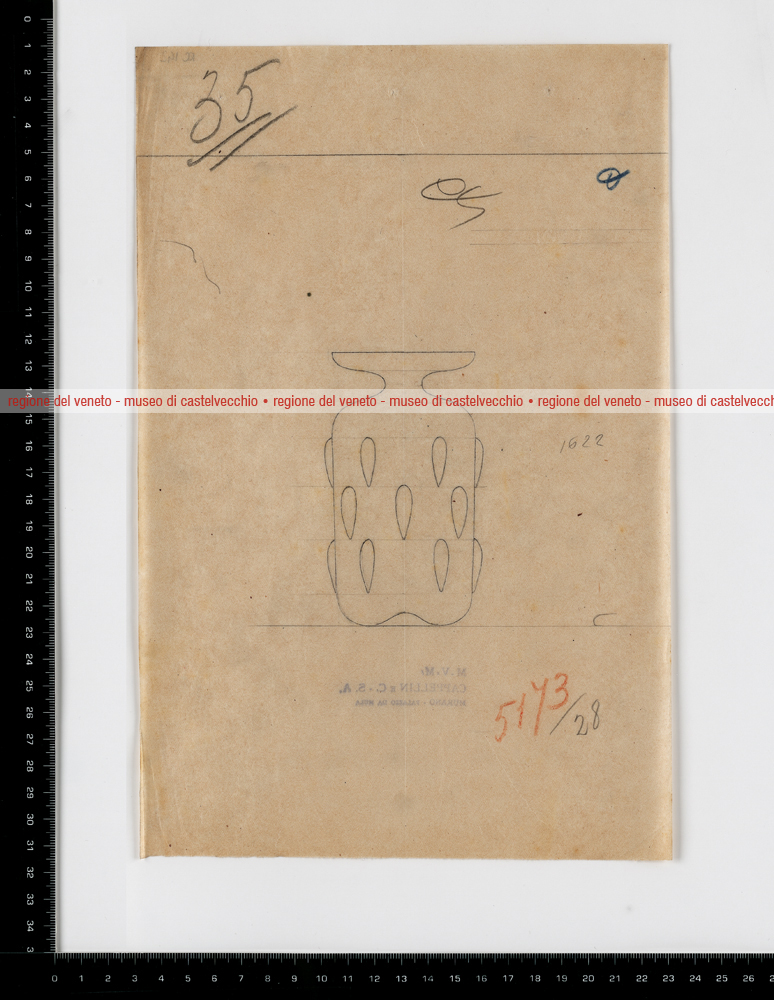 35
regione del veneto - museo di castelvecchio • regione del veneto - museo di castelvecchio • regione del veneto - museo di castelvecch
1622
M.V.M.
CAPPELLIN & C. - S. A.
5173/28
0 1 2 3 4 5 6 7 8 9 10 11 12 13 14 15 16 17 18 19 20 21 22 23 24 25 26 27 28 29 30 31 32 33 34 3
0 1 2 3 4 5 6 7 8 9 10 11 12 13 14 15 16 17 18 19 20 21 22 23 24 25 26 2